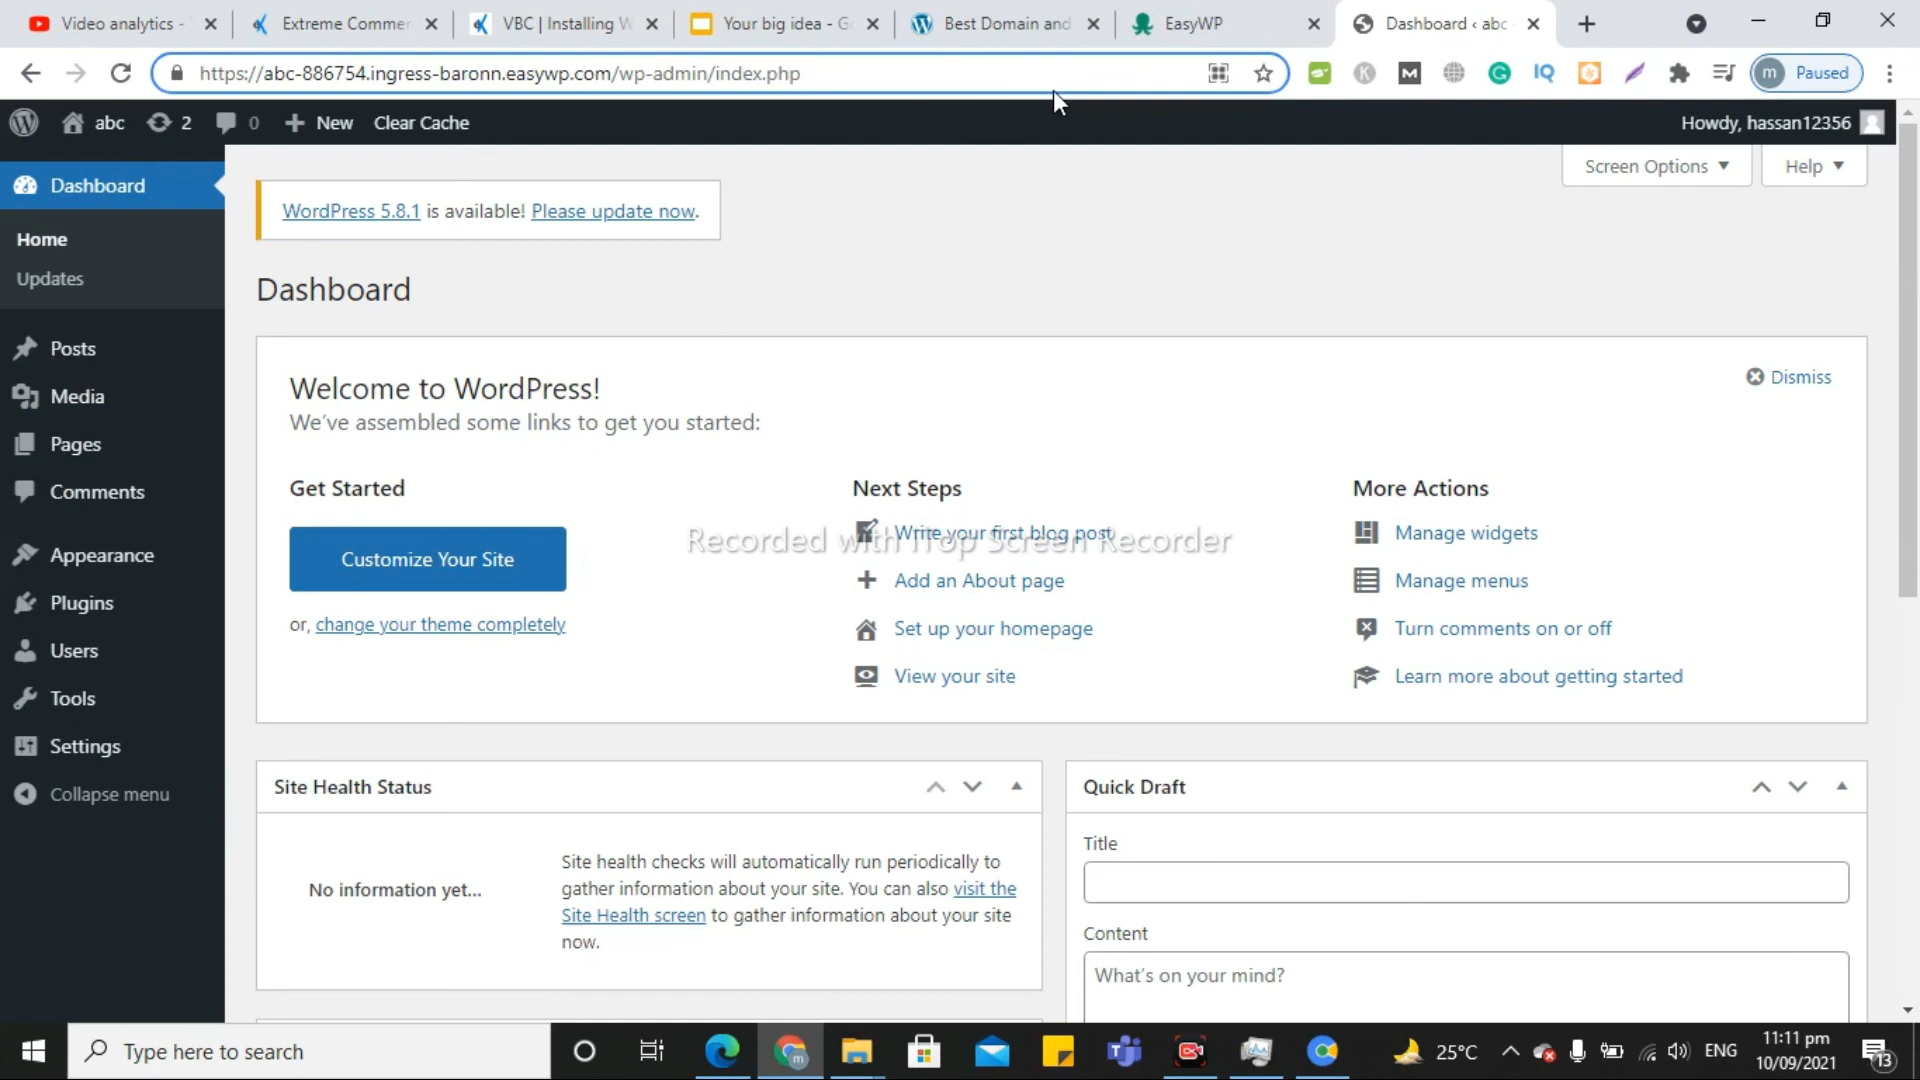 Video analytics -
Extreme Commer
VBC | Installing W
Your big idea - Go
Best Domain and
EasyWP
Dashboard ‹ abc
https://abc-886754.ingress-baronn.easywp.com/wp-admin/index.php
m Paused
abc 2 0 New Clear Cache
Howdy, hassan12356
Dashboard
Home
Updates
Posts
Media
Pages
Comments
Appearance
Plugins
Users
Tools
Settings
Collapse menu
Screen Options
Help
WordPress 5.8.1 is available! Please update now.
Dashboard
Welcome to WordPress!
We've assembled some links to get you started:
Dismiss
Get Started
Customize Your Site
or, change your theme completely
Next Steps
Write your first blog post
Add an About page
Set up your homepage
View your site
More Actions
Manage widgets
Manage menus
Turn comments on or off
Learn more about getting started
Recorded with iTop Screen Recorder
Site Health Status
No information yet...
Site health checks will automatically run periodically to
gather information about your site. You can also visit the
Site Health screen to gather information about your site
now.
Quick Draft
Title
Content
What's on your mind?
Type here to search
25°C
ENG
11:11 pm
10/09/2021
13